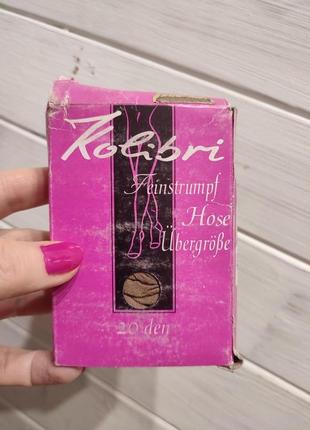 Kolibri
Feinstrumpf
Hose
Übergröße
20 den